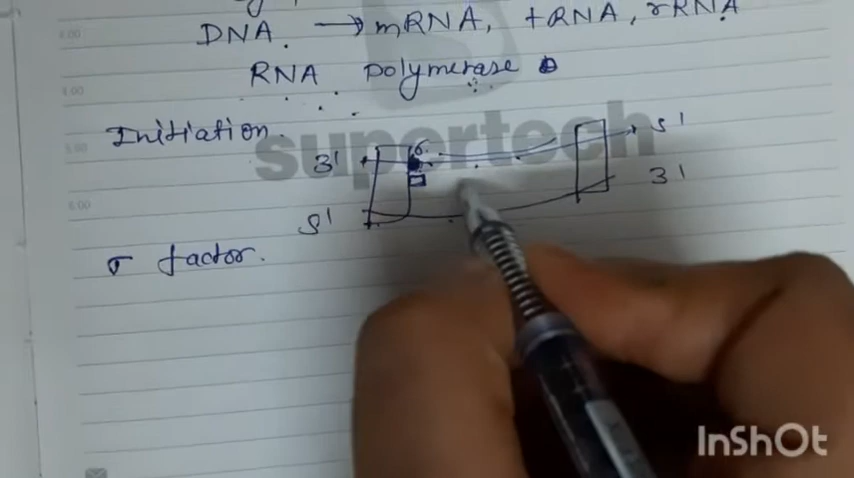 DNA. → mRNA, tRNA, rRNA
RNA polymerase
Initiation.
supertech
3' σ 5'
5' 3'
σ factor.
InShOt